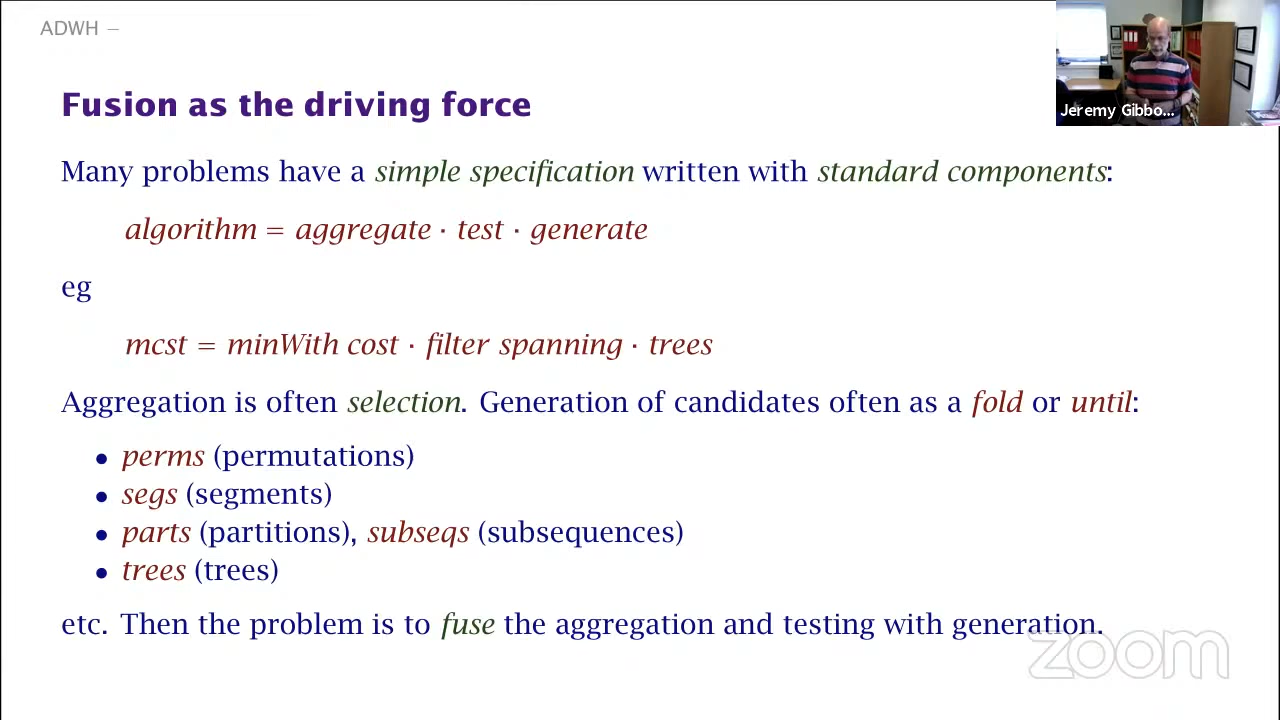 ADWH –
Jeremy Gibbo...
Fusion as the driving force
Many problems have a simple specification written with standard components:
algorithm = aggregate · test · generate
eg
mcst = minWith cost · filter spanning · trees
Aggregation is often selection. Generation of candidates often as a fold or until:
• perms (permutations)
• segs (segments)
• parts (partitions), subseqs (subsequences)
• trees (trees)
etc. Then the problem is to fuse the aggregation and testing with generation.
zoom